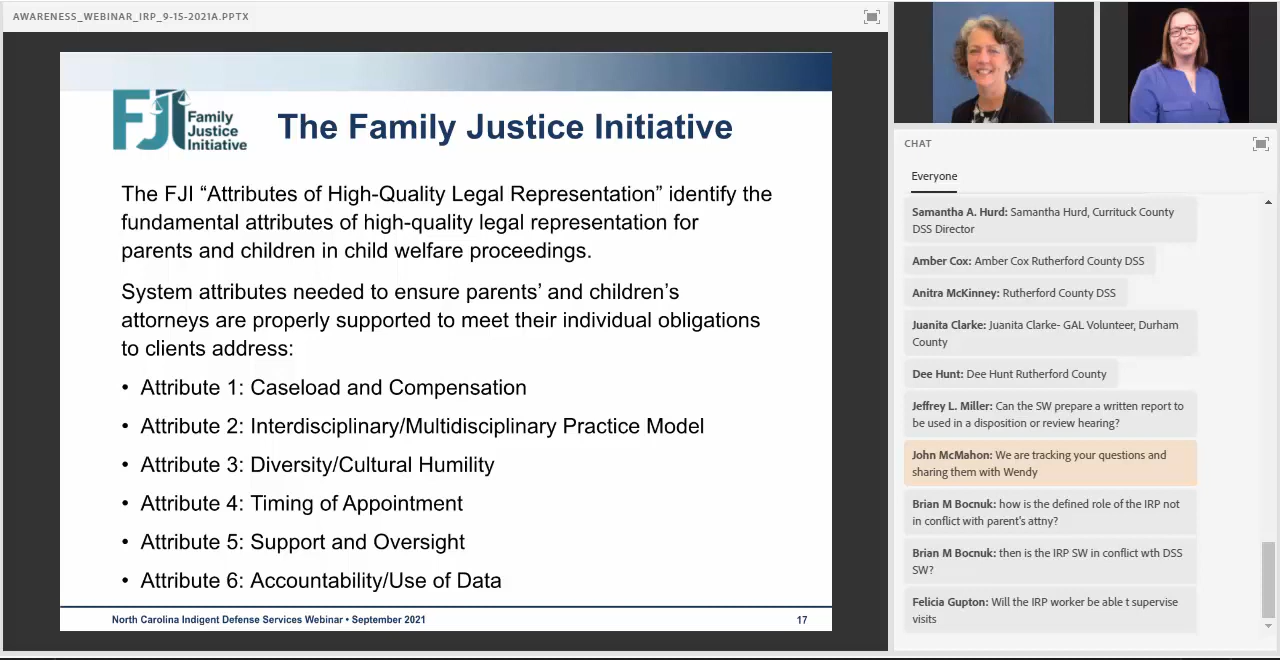 AWARENESS_WEBINAR_IRP_9-15-2021A.PPTX
FJI Family
Justice
Initiative
The Family Justice Initiative
The FJI “Attributes of High-Quality Legal Representation” identify the
fundamental attributes of high-quality legal representation for
parents and children in child welfare proceedings.
System attributes needed to ensure parents’ and children’s
attorneys are properly supported to meet their individual obligations
to clients address:
• Attribute 1: Caseload and Compensation
• Attribute 2: Interdisciplinary/Multidisciplinary Practice Model
• Attribute 3: Diversity/Cultural Humility
• Attribute 4: Timing of Appointment
• Attribute 5: Support and Oversight
• Attribute 6: Accountability/Use of Data
North Carolina Indigent Defense Services Webinar • September 2021
17
CHAT
Everyone
Samantha A. Hurd: Samantha Hurd, Currituck County
DSS Director
Amber Cox: Amber Cox Rutherford County DSS
Anitra McKinney: Rutherford County DSS
Juanita Clarke: Juanita Clarke- GAL Volunteer, Durham
County
Dee Hunt: Dee Hunt Rutherford County
Jeffrey L. Miller: Can the SW prepare a written report to
be used in a disposition or review hearing?
John McMahon: We are tracking your questions and
sharing them with Wendy
Brian M Bocnuk: how is the defined role of the IRP not
in conflict with parent's attny?
Brian M Bocnuk: then is the IRP SW in conflict wth DSS
SW?
Felicia Gupton: Will the IRP worker be able t supervise
visits